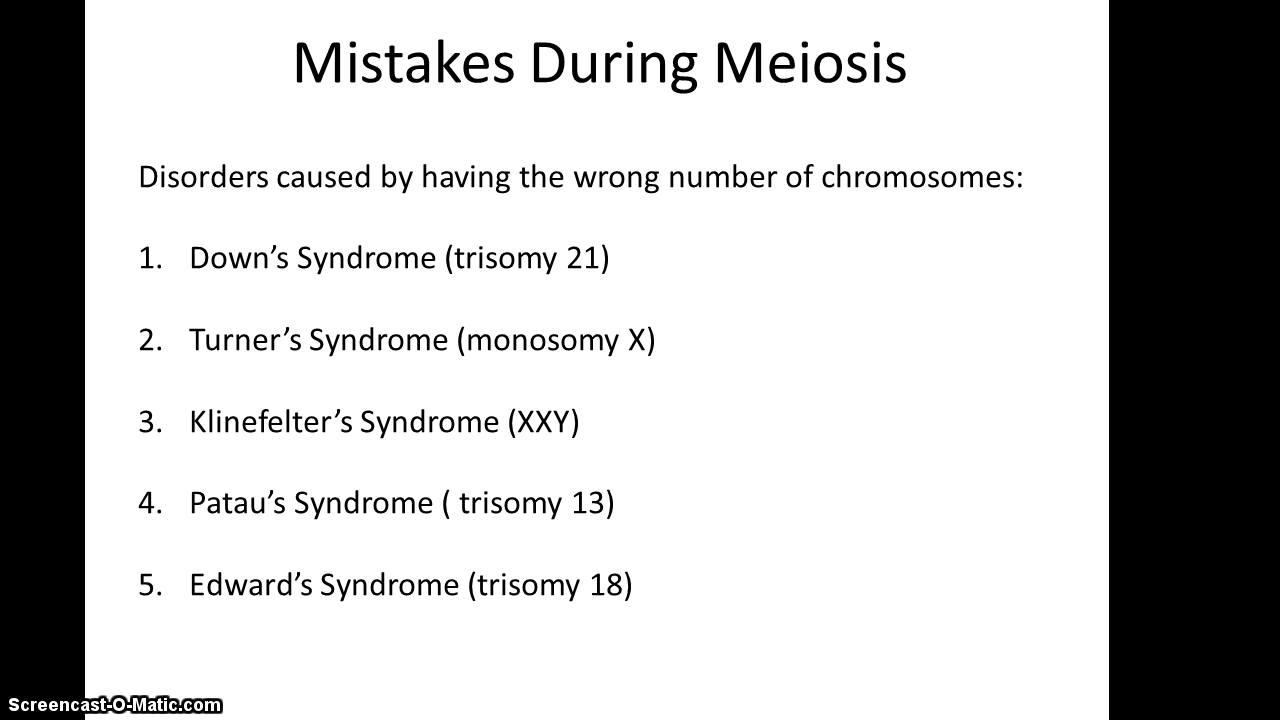 Mistakes During Meiosis
Disorders caused by having the wrong number of chromosomes:
1. Down’s Syndrome (trisomy 21)
2. Turner’s Syndrome (monosomy X)
3. Klinefelter’s Syndrome (XXY)
4. Patau’s Syndrome ( trisomy 13)
5. Edward’s Syndrome (trisomy 18)
Screencast-O-Matic.com